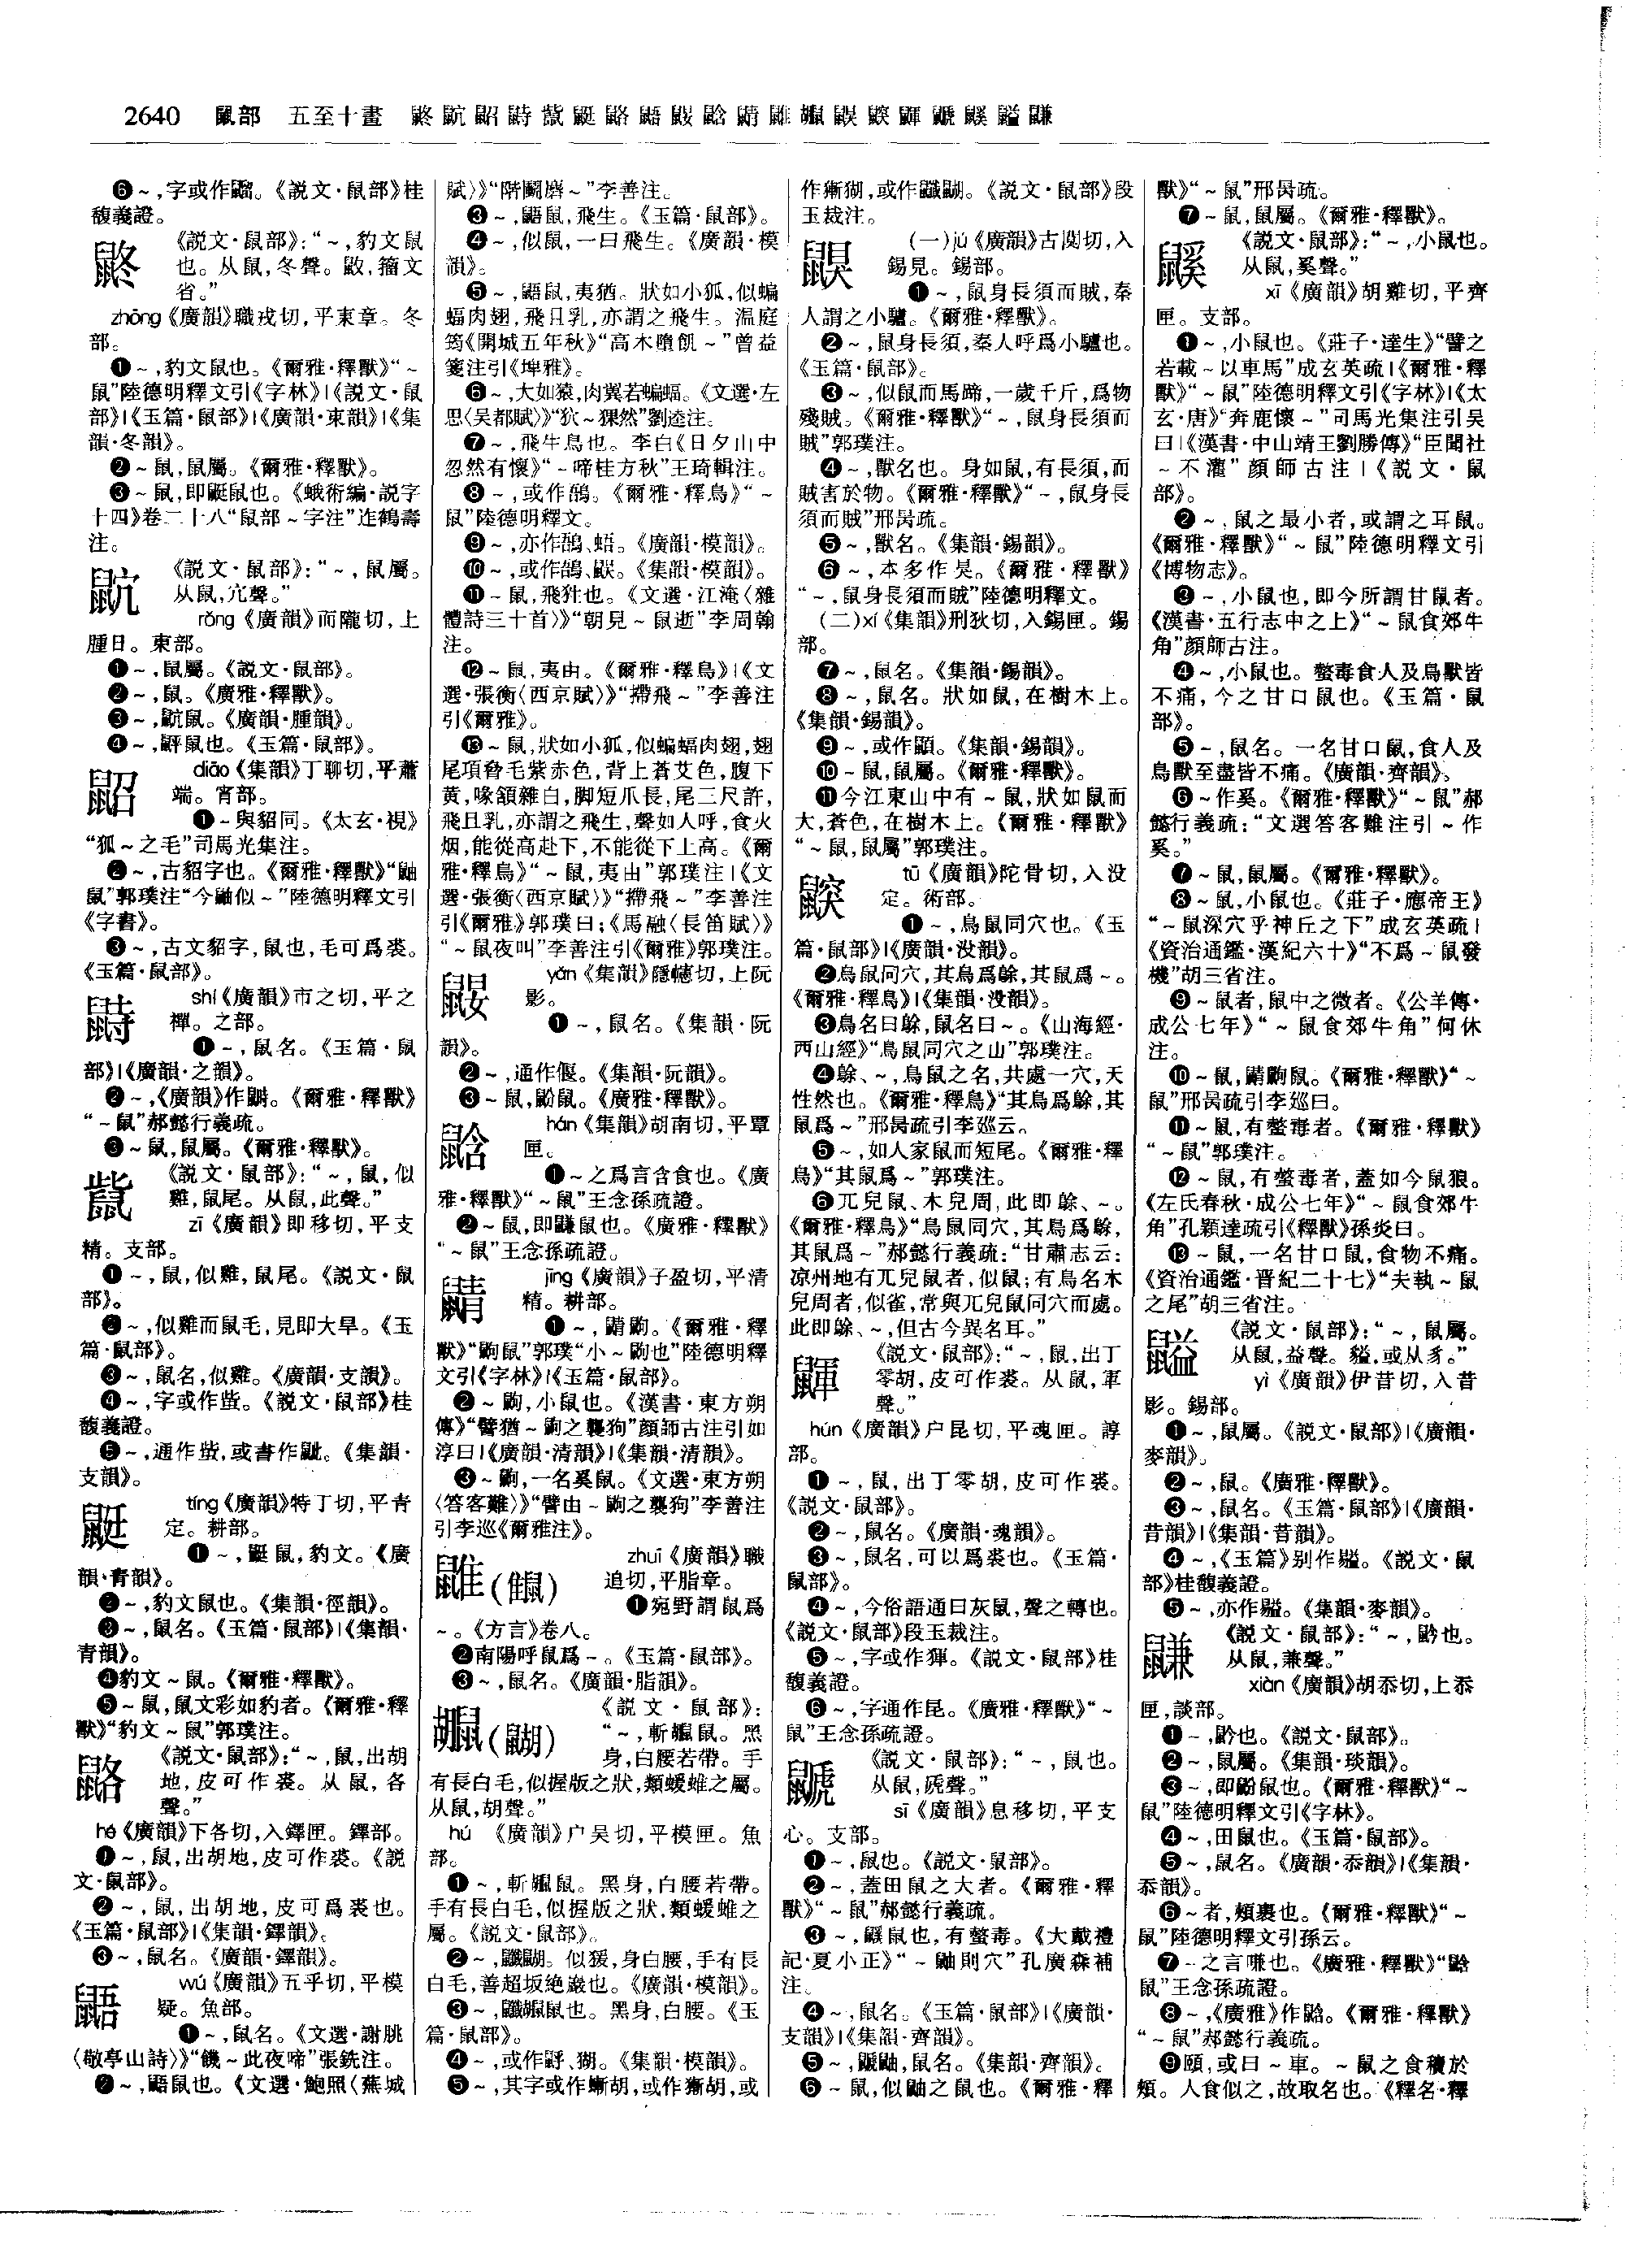 2640 鼠部 五至十畫 鼨鼧鼦鼭鼣鼮鼯鼰鼱鼳鼵鼲鼶鼷鼸
❻~,字或作鼺。《説文·鼠部》桂
馥義證。
鼨
《説文·鼠部》:“~,豹文鼠
也。从鼠,冬聲。𤿺,籀文
省。”
zhōng《廣韻》職戎切,平東章。冬
部。
❶~,豹文鼠也。《爾雅·釋獸》“~
鼠”陸德明釋文引《字林》|《説文·鼠
部》|《玉篇·鼠部》|《廣韻·東韻》|《集
韻·冬韻》。
❷~鼠,鼠屬。《爾雅·釋獸》。
❸~鼠,即鼮鼠也。《蛾術編·説字
十四》卷二十八“鼠部~字注”迮鶴壽
注。
《説文·鼠部》:“~,鼠屬。
从鼠,宂聲。”
rǒng《廣韻》而隴切,上
腫日。東部。
❶~,鼠屬。《説文·鼠部》。
❷~,鼠。《廣雅·釋獸》。
❸~,鼠。《廣韻·腫韻》。
❹~,鼠也。《玉篇·鼠部》。
鼦
diāo《集韻》丁聊切,平蕭
端。宵部。
❶~與貂同。《太玄·視》
“狐~之毛”司馬光集注。
❷~,古貂字也。《爾雅·釋獸》“鼬
鼠”郭璞注“今鼬似~”陸德明釋文引
《字書》。
❸~,古文貂字,鼠也,毛可爲裘。
《玉篇·鼠部》。
鼭
shí《廣韻》市之切,平之
禪。之部。
❶~,鼠名。《玉篇·鼠
部》|《廣韻·之韻》。
❷~,《廣韻》作。《爾雅·釋獸》
“~鼠”郝懿行義疏。
❸~鼠,鼠屬。《爾雅·釋獸》。
《説文·鼠部》:“~,鼠,似
雞,鼠尾。从鼠,此聲。”
zī《廣韻》即移切,平支
精。支部。
❶~,鼠,似雞,鼠尾。《説文·鼠
部》。
❷~,似雞而鼠毛,見即大旱。《玉
篇·鼠部》。
❸~,鼠名,似雞。《廣韻·支韻》。
❹~,字或作。《説文·鼠部》桂
馥義證。
❺~,通作,或書作。《集韻·
支韻》。
鼮
tíng《廣韻》特丁切,平青
定。耕部。
❶~,鼮鼠,豹文。《廣
韻·青韻》。
❷~,豹文鼠也。《集韻·徑韻》。
❸~,鼠名。《玉篇·鼠部》|《集韻·
青韻》。
❹豹文~鼠。《爾雅·釋獸》。
❺~鼠,鼠文彩如豹者。《爾雅·釋
獸》“豹文~鼠”郭璞注。
《説文·鼠部》:“~,鼠,出胡
地,皮可作裘。从鼠,各
聲。”
hé《廣韻》下各切,入鐸匣。鐸部。
❶~,鼠,出胡地,皮可作裘。《説
文·鼠部》。
❷~,鼠,出胡地,皮可爲裘也。
《玉篇·鼠部》|《集韻·鐸韻》。
❸~,鼠名。《廣韻·鐸韻》。
鼯
wú《廣韻》五乎切,平模
疑。魚部。
❶~,鼠名。《文選·謝朓
〈敬亭山詩〉》“饑~此夜啼”張銑注。
❷~,鼯鼠也。《文選·鮑照〈蕪城
賦〉》“階鬭麏~”李善注。
❸~,鼯鼠,飛生。《玉篇·鼠部》。
❹~,似鼠,一曰飛生。《廣韻·模
韻》。
❺~,鼯鼠,夷猶。狀如小狐,似蝙
蝠肉翅,飛且乳,亦謂之飛生。温庭
筠《開城五年秋》“高木墮飢~”曾益
箋注引《埤雅》。
❻~,大如猿,肉翼若蝙蝠。《文選·左
思〈吴都賦〉》“狖~猓然”劉逵注。
❼~,飛生鳥也。李白《日夕山中
忽然有懷》“~啼桂方秋”王琦輯注。
❽~,或作䳱。《爾雅·釋鳥》“~
鼠”陸德明釋文。
❾~,亦作䳱、蜈。《廣韻·模韻》。
❿~,或作䳱、。《集韻·模韻》。
⓫~鼠,飛狌也。《文選·江淹〈雜
體詩三十首〉》“朝見~鼠逝”李周翰
注。
⓬~鼠,夷由。《爾雅·釋鳥》|《文
選·張衡〈西京賦〉》“摕飛~”李善注
引《爾雅》。
⓭~鼠,狀如小狐,似蝙蝠肉翅,翅
尾項脅毛紫赤色,背上蒼艾色,腹下
黄,喙頷雜白,脚短爪長,尾三尺許,
飛且乳,亦謂之飛生,聲如人呼,食火
烟,能從高赴下,不能從下上高。《爾
雅·釋鳥》“~鼠,夷由”郭璞注|《文
選·張衡〈西京賦〉》“摕飛~”李善注
引《爾雅》郭璞曰;《馬融〈長笛賦〉》
“~鼠夜叫”李善注引《爾雅》郭璞注。
yǎn《集韻》隱幰切,上阮
影。
❶~,鼠名。《集韻·阮
韻》。
❷~,通作偃。《集韻·阮韻》。
❸~鼠,鼢鼠。《廣雅·釋獸》。
hán《集韻》胡南切,平覃
匣。
❶~之爲言含食也。《廣
雅·釋獸》“~鼠”王念孫疏證。
❷~鼠,即鼸鼠也。《廣雅·釋獸》
“~鼠”王念孫疏證。
鼱
jīng《廣韻》子盈切,平清
精。耕部。
❶~,鼱鼩。《爾雅·釋
獸》“鼩鼠”郭璞“小~鼩也”陸德明釋
文引《字林》|《玉篇·鼠部》。
❷~鼩,小鼠也。《漢書·東方朔
傳》“譬猶~鼩之襲狗”顔師古注引如
淳曰|《廣韻·清韻》|《集韻·清韻》。
❸~鼩,一名奚鼠。《文選·東方朔
〈答客難〉》“譬由~鼩之襲狗”李善注
引李巡《爾雅注》。
zhuī《廣韻》職
追切,平脂章。
❶宛野謂鼠爲
~。《方言》卷八。
❷南陽呼鼠爲~。《玉篇·鼠部》。
❸~,鼠名。《廣韻·脂韻》。
《説文·鼠部》:
“~,斬鼠。黑
身,白腰若帶。手
有長白毛,似握版之狀,類蝯蜼之屬。
从鼠,胡聲。”
hú 《廣韻》户吴切,平模匣。魚
部。
❶~,斬鼠。黑身,白腰若帶。
手有長白毛,似握版之狀,類蝯蜼之
屬。《説文·鼠部》。
❷~,。似猨,身白腰,手有長
白毛,善超坂絶巖也。《廣韻·模韻》。
❸~,鼠也。黑身,白腰。《玉
篇·鼠部》。
❹~,或作、猢。《集韻·模韻》。
❺~,其字或作蜥胡,或作獑胡,或
作獑猢,或作。《説文·鼠部》段
玉裁注。
鼳
(一)jú《廣韻》古闃切,入
錫見。錫部。
❶~,鼠身長須而賊,秦
人謂之小驢。《爾雅·釋獸》。
❷~,鼠身長須,秦人呼爲小驢也。
《玉篇·鼠部》。
❸~,似鼠而馬蹄,一歲千斤,爲物
殘賊。《爾雅·釋獸》“~,鼠身長須而
賊”郭璞注。
❹~,獸名也。身如鼠,有長須,而
賊害於物。《爾雅·釋獸》“~,鼠身長
須而賊”邢昺疏。
❺~,獸名。《集韻·錫韻》。
❻~,本多作狊。《爾雅·釋獸》
“~,鼠身長須而賊”陸德明釋文。
(二)xí《集韻》刑狄切,入錫匣。錫
部。
❼~,鼠名。《集韻·錫韻》。
❽~,鼠名。狀如鼠,在樹木上。
《集韻·錫韻》。
❾~,或作。《集韻·錫韻》。
❿~鼠,鼠屬。《爾雅·釋獸》。
⓫今江東山中有~鼠,狀如鼠而
大,蒼色,在樹木上。《爾雅·釋獸》
“~鼠,鼠屬”郭璞注。
鼵
tū《廣韻》陀骨切,入没
定。術部。
❶~,鳥鼠同穴也。《玉
篇·鼠部》|《廣韻·没韻》。
❷鳥鼠同穴,其鳥爲鵌,其鼠爲~。
《爾雅·釋鳥》|《集韻·没韻》。
❸鳥名曰鵌,鼠名曰~。《山海經·
西山經》“鳥鼠同穴之山”郭璞注。
❹鵌、~,鳥鼠之名,共處一穴,天
性然也。《爾雅·釋鳥》“其鳥爲鵌,其
鼠爲~”邢昺疏引李巡云。
❺~,如人家鼠而短尾。《爾雅·釋
鳥》“其鼠爲~”郭璞注。
❻兀兒鼠、木兒周,此即鵌、~。
《爾雅·釋鳥》“鳥鼠同穴,其鳥爲鵌,
其鼠爲~”郝懿行義疏:“甘肅志云:
凉州地有兀兒鼠者,似鼠;有鳥名木
兒周者,似雀,常與兀兒鼠同穴而處。
此即鵌、~,但古今異名耳。”
鼲
《説文·鼠部》:“~,鼠,出丁
零胡,皮可作裘。从鼠,軍
聲。”
hún《廣韻》户昆切,平魂匣。諄
部。
❶~,鼠,出丁零胡,皮可作裘。
《説文·鼠部》。
❷~,鼠名。《廣韻·魂韻》。
❸~,鼠名,可以爲裘也。《玉篇·
鼠部》。
❹~,今俗語通曰灰鼠,聲之轉也。
《説文·鼠部》段玉裁注。
❺~,字或作獋。《説文·鼠部》桂
馥義證。
❻~,字通作昆。《廣雅·釋獸》“~
鼠”王念孫疏證。
鼶
《説文·鼠部》:“~,鼠也。
从鼠,虒聲。”
sī《廣韻》息移切,平支
心。支部。
❶~,鼠也。《説文·鼠部》。
❷~,蓋田鼠之大者。《爾雅·釋
獸》“~鼠”郝懿行義疏。
❸~,鼷鼠也,有螫毒。《大戴禮
記·夏小正》“~鼬則穴”孔廣森補
注。
❹~,鼠名。《玉篇·鼠部》|《廣韻·
支韻》|《集韻·齊韻》。
❺~,鼶鼬,鼠名。《集韻·齊韻》。
❻~鼠,似鼬之鼠也。《爾雅·釋
獸》“~鼠”邢昺疏。
❼~鼠,鼠屬。《爾雅·釋獸》。
鼷
《説文·鼠部》:“~,小鼠也。
从鼠,奚聲。”
xī《廣韻》胡雞切,平齊
匣。支部。
❶~,小鼠也。《莊子·達生》“譬之
若載~以車馬”成玄英疏|《爾雅·釋
獸》“~鼠”陸德明釋文引《字林》|《太
玄·唐》“奔鹿懷~”司馬光集注引吴
曰|《漢書·中山靖王劉勝傳》“臣聞社
~不灌”顔師古注|《説文·鼠
部》。
❷~,鼠之最小者,或謂之耳鼠。
《爾雅·釋獸》“~鼠”陸德明釋文引
《博物志》。
❸~,小鼠也,即今所謂甘鼠者。
《漢書·五行志中之上》“~鼠食郊牛
角”顔師古注。
❹~,小鼠也。螫毒食人及鳥獸皆
不痛,今之甘口鼠也。《玉篇·鼠
部》。
❺~,鼠名。一名甘口鼠,食人及
鳥獸至盡皆不痛。《廣韻·齊韻》。
❻~作奚。《爾雅·釋獸》“~鼠”郝
懿行義疏:“文選答客難注引~作
奚。”
❼~鼠,鼠屬。《爾雅·釋獸》。
❽~鼠,小鼠也。《莊子·應帝王》
“~鼠深穴乎神丘之下”成玄英疏|
《資治通鑑·漢紀六十》“不爲~鼠發
機”胡三省注。
❾~鼠者,鼠中之微者。《公羊傳·
成公七年》“~鼠食郊牛角”何休
注。
❿~鼠,鼱鼩鼠。《爾雅·釋獸》“~
鼠”邢昺疏引李巡曰。
⓫~鼠,有螫毒者。《爾雅·釋獸》
“~鼠”郭璞注。
⓬~鼠,有螫毒者,蓋如今鼠狼。
《左氏春秋·成公七年》“~鼠食郊牛
角”孔穎達疏引《釋獸》孫炎曰。
⓭~鼠,一名甘口鼠,食物不痛。
《資治通鑑·晋紀二十七》“夫執~鼠
之尾”胡三省注。
《説文·鼠部》:“~,鼠屬。
从鼠,益聲。貖,或从豸。”
yì《廣韻》伊昔切,入昔
影。錫部。
❶~,鼠屬。《説文·鼠部》|《廣韻·
麥韻》。
❷~,鼠。《廣雅·釋獸》。
❸~,鼠名。《玉篇·鼠部》|《廣韻·
昔韻》|《集韻·昔韻》。
❹~,《玉篇》别作。《説文·鼠
部》桂馥義證。
❺~,亦作。《集韻·麥韻》。
鼸
《説文·鼠部》:“~,䶃也。
从鼠,兼聲。”
xiàn《廣韻》胡忝切,上忝
匣,談部。
❶~,䶃也。《説文·鼠部》。
❷~,鼠屬。《集韻·琰韻》。
❸~,即鼢鼠也。《爾雅·釋獸》“~
鼠”陸德明釋文引《字林》。
❹~,田鼠也。《玉篇·鼠部》。
❺~,鼠名。《廣韻·忝韻》|《集韻·
忝韻》。
❻~者,頰裹也。《爾雅·釋獸》“~
鼠”陸德明釋文引孫云。
❼~之言嗛也。《廣雅·釋獸》“
鼠”王念孫疏證。
❽~,《廣雅》作。《爾雅·釋獸》
“~鼠”郝懿行義疏。
❾頤,或曰~車。~鼠之食積於
頰。人食似之,故取名也。《釋名·釋